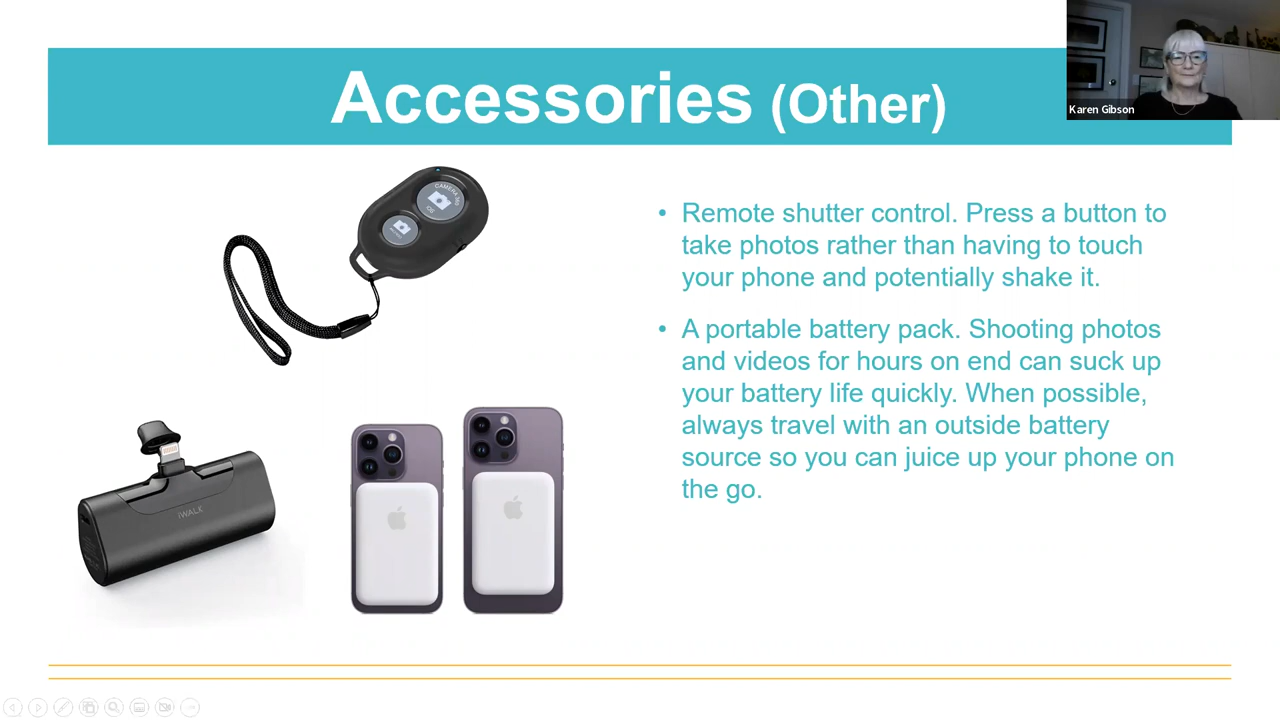 Accessories (Other)
Karen Gibson
CAMERA 360
iOS
• Remote shutter control. Press a button to
take photos rather than having to touch
your phone and potentially shake it.
• A portable battery pack. Shooting photos
and videos for hours on end can suck up
your battery life quickly. When possible,
always travel with an outside battery
source so you can juice up your phone on
the go.
iWALK